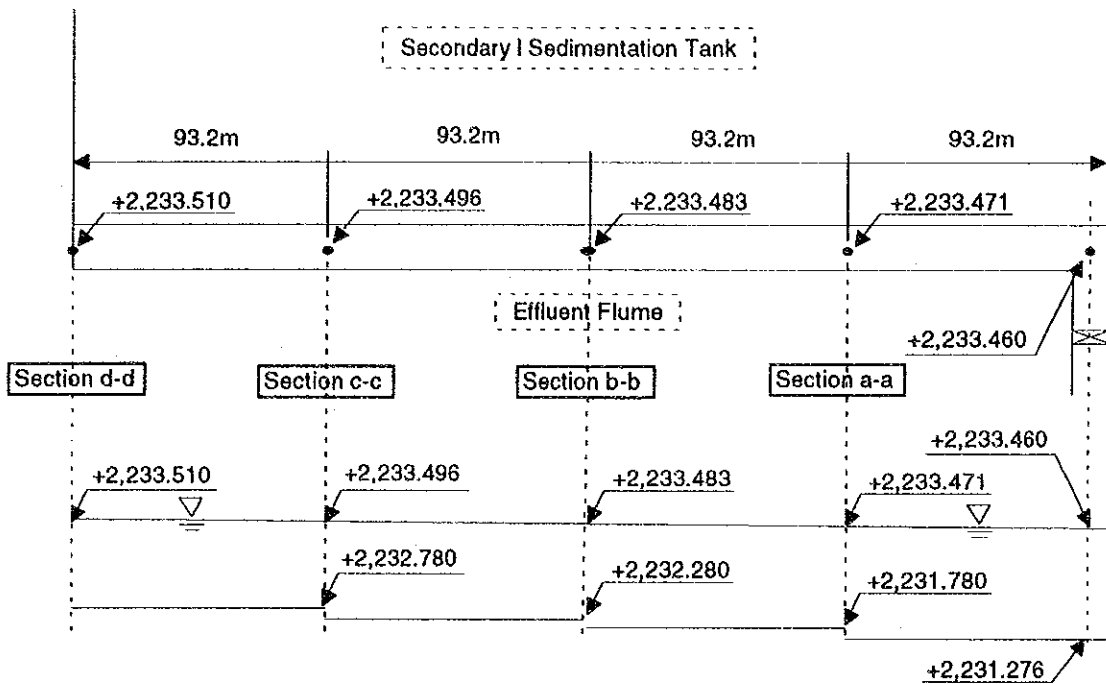 Secondary I Sedimentation Tank
93.2m 93.2m 93.2m 93.2m
+2,233.510 +2,233.496 +2.233.483 +2,233.471
Effluent Flume
+2,233.460
Section d-d Section c-c Section b-b Section a-a
+2,233.460
+2,233.510 +2,233.496 +2,233.483 +2,233.471
+2,232.780 +2,232.280 +2,231.780
+2,231.276